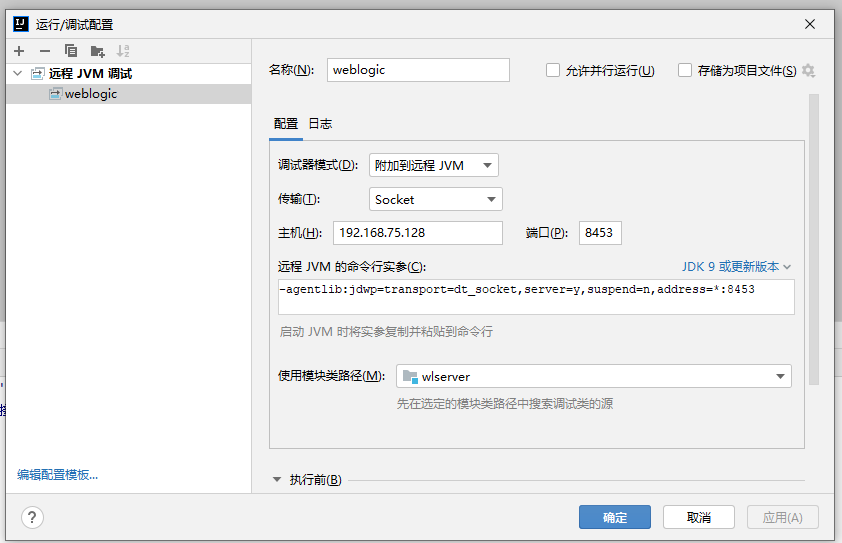 运行/调试配置
远程 JVM 调试
weblogic
名称(N):
weblogic
允许并行运行(U)
存储为项目文件(S)
配置
日志
调试器模式(D):
附加到远程 JVM
传输(T):
Socket
主机(H):
192.168.75.128
端口(P):
8453
远程 JVM 的命令行实参(C):
JDK 9 或更新版本
-agentlib:jdwp=transport=dt_socket,server=y,suspend=n,address=*:8453
启动 JVM 时将实参复制并粘贴到命令行
使用模块类路径(M):
wlserver
先在选定的模块类路径中搜索调试类的源
编辑配置模板...
执行前(B)
?
确定
取消
应用(A)